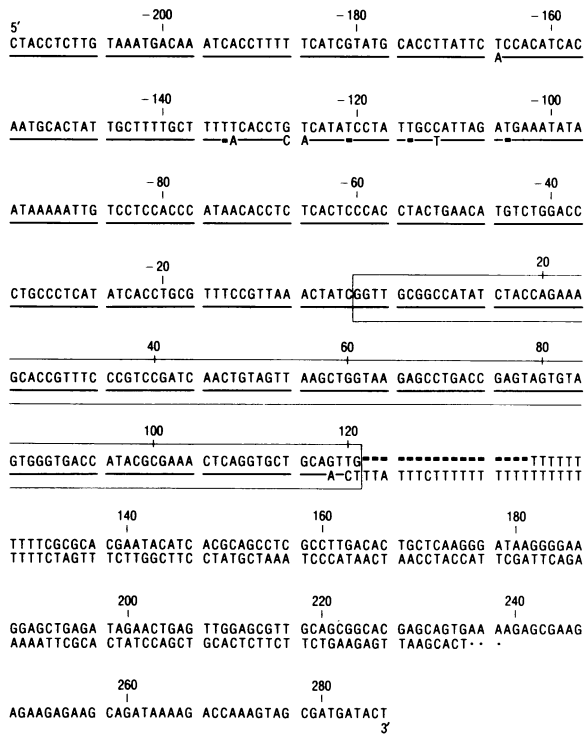 5'
-200 -180 -160
CTACCTCTTG TAAATGACAA ATCACCTTTT TCATCGTATG CACCTTATTC TCCACATCAC
A
-140 -120 -100
AATGCACTAT TGCTTTTGCT TTTTCACCTG TCATATCCTA TTGCCATTAG ATGAAATATA
A C A T
-80 -60 -40
ATAAAAATTG TCCTCCACCC ATAACACCTC TCACTCCCAC CTACTGAACA TGTCTGGACC
-20 20
CTGCCCTCAT ATCACCTGCG TTTCCGTTAA ACTATCGGTT GCGGCCATATC TACCAGAAA
40 60 80
GCACCGTTTC CCGTCCGATC AACTGTAGTT AAGCTGGTAA GAGCCTGACC GAGTAGTGTA
100 120
GTGGGTGACC ATACGCGAAA CTCAGGTGCT GCAGTTG TTTTTT
A-CTTTA TTTCTTTTTT TTTTTTTTTT
140 160 180
TTTTCGCGCA CGAATACATC ACGCAGCCTC GCCTTGACAC TGCTCAAGGG ATAAGGGGAA
TTTTCTAGTT TCTTGGCTTCC CTATGCTAAA TCCCATAACT AACCTACCAT TCGATTCAGA
200 220 240
GGAGCTGAGA TAGAACTGAG TTGGAGCGTT GCAGCGGCAC GAGCAGTGAA AAGAGCGAAG
AAAATTCGCA CTATCCAGCT GCACTCTTCT TCTGAAGAGT TAAGCACT·· ·
260 280
AGAAGAGAAG CAGATAAAAG ACCAAAGTAG CGATGATACT
3'